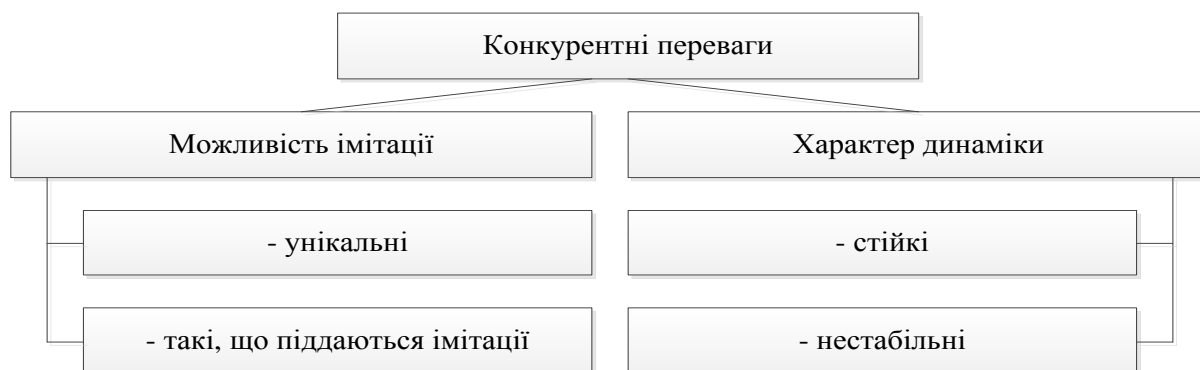 Конкурентні переваги
Можливість імітації
Характер динаміки
- унікальні
- стійкі
- такі, що піддаються імітації
- нестабільні